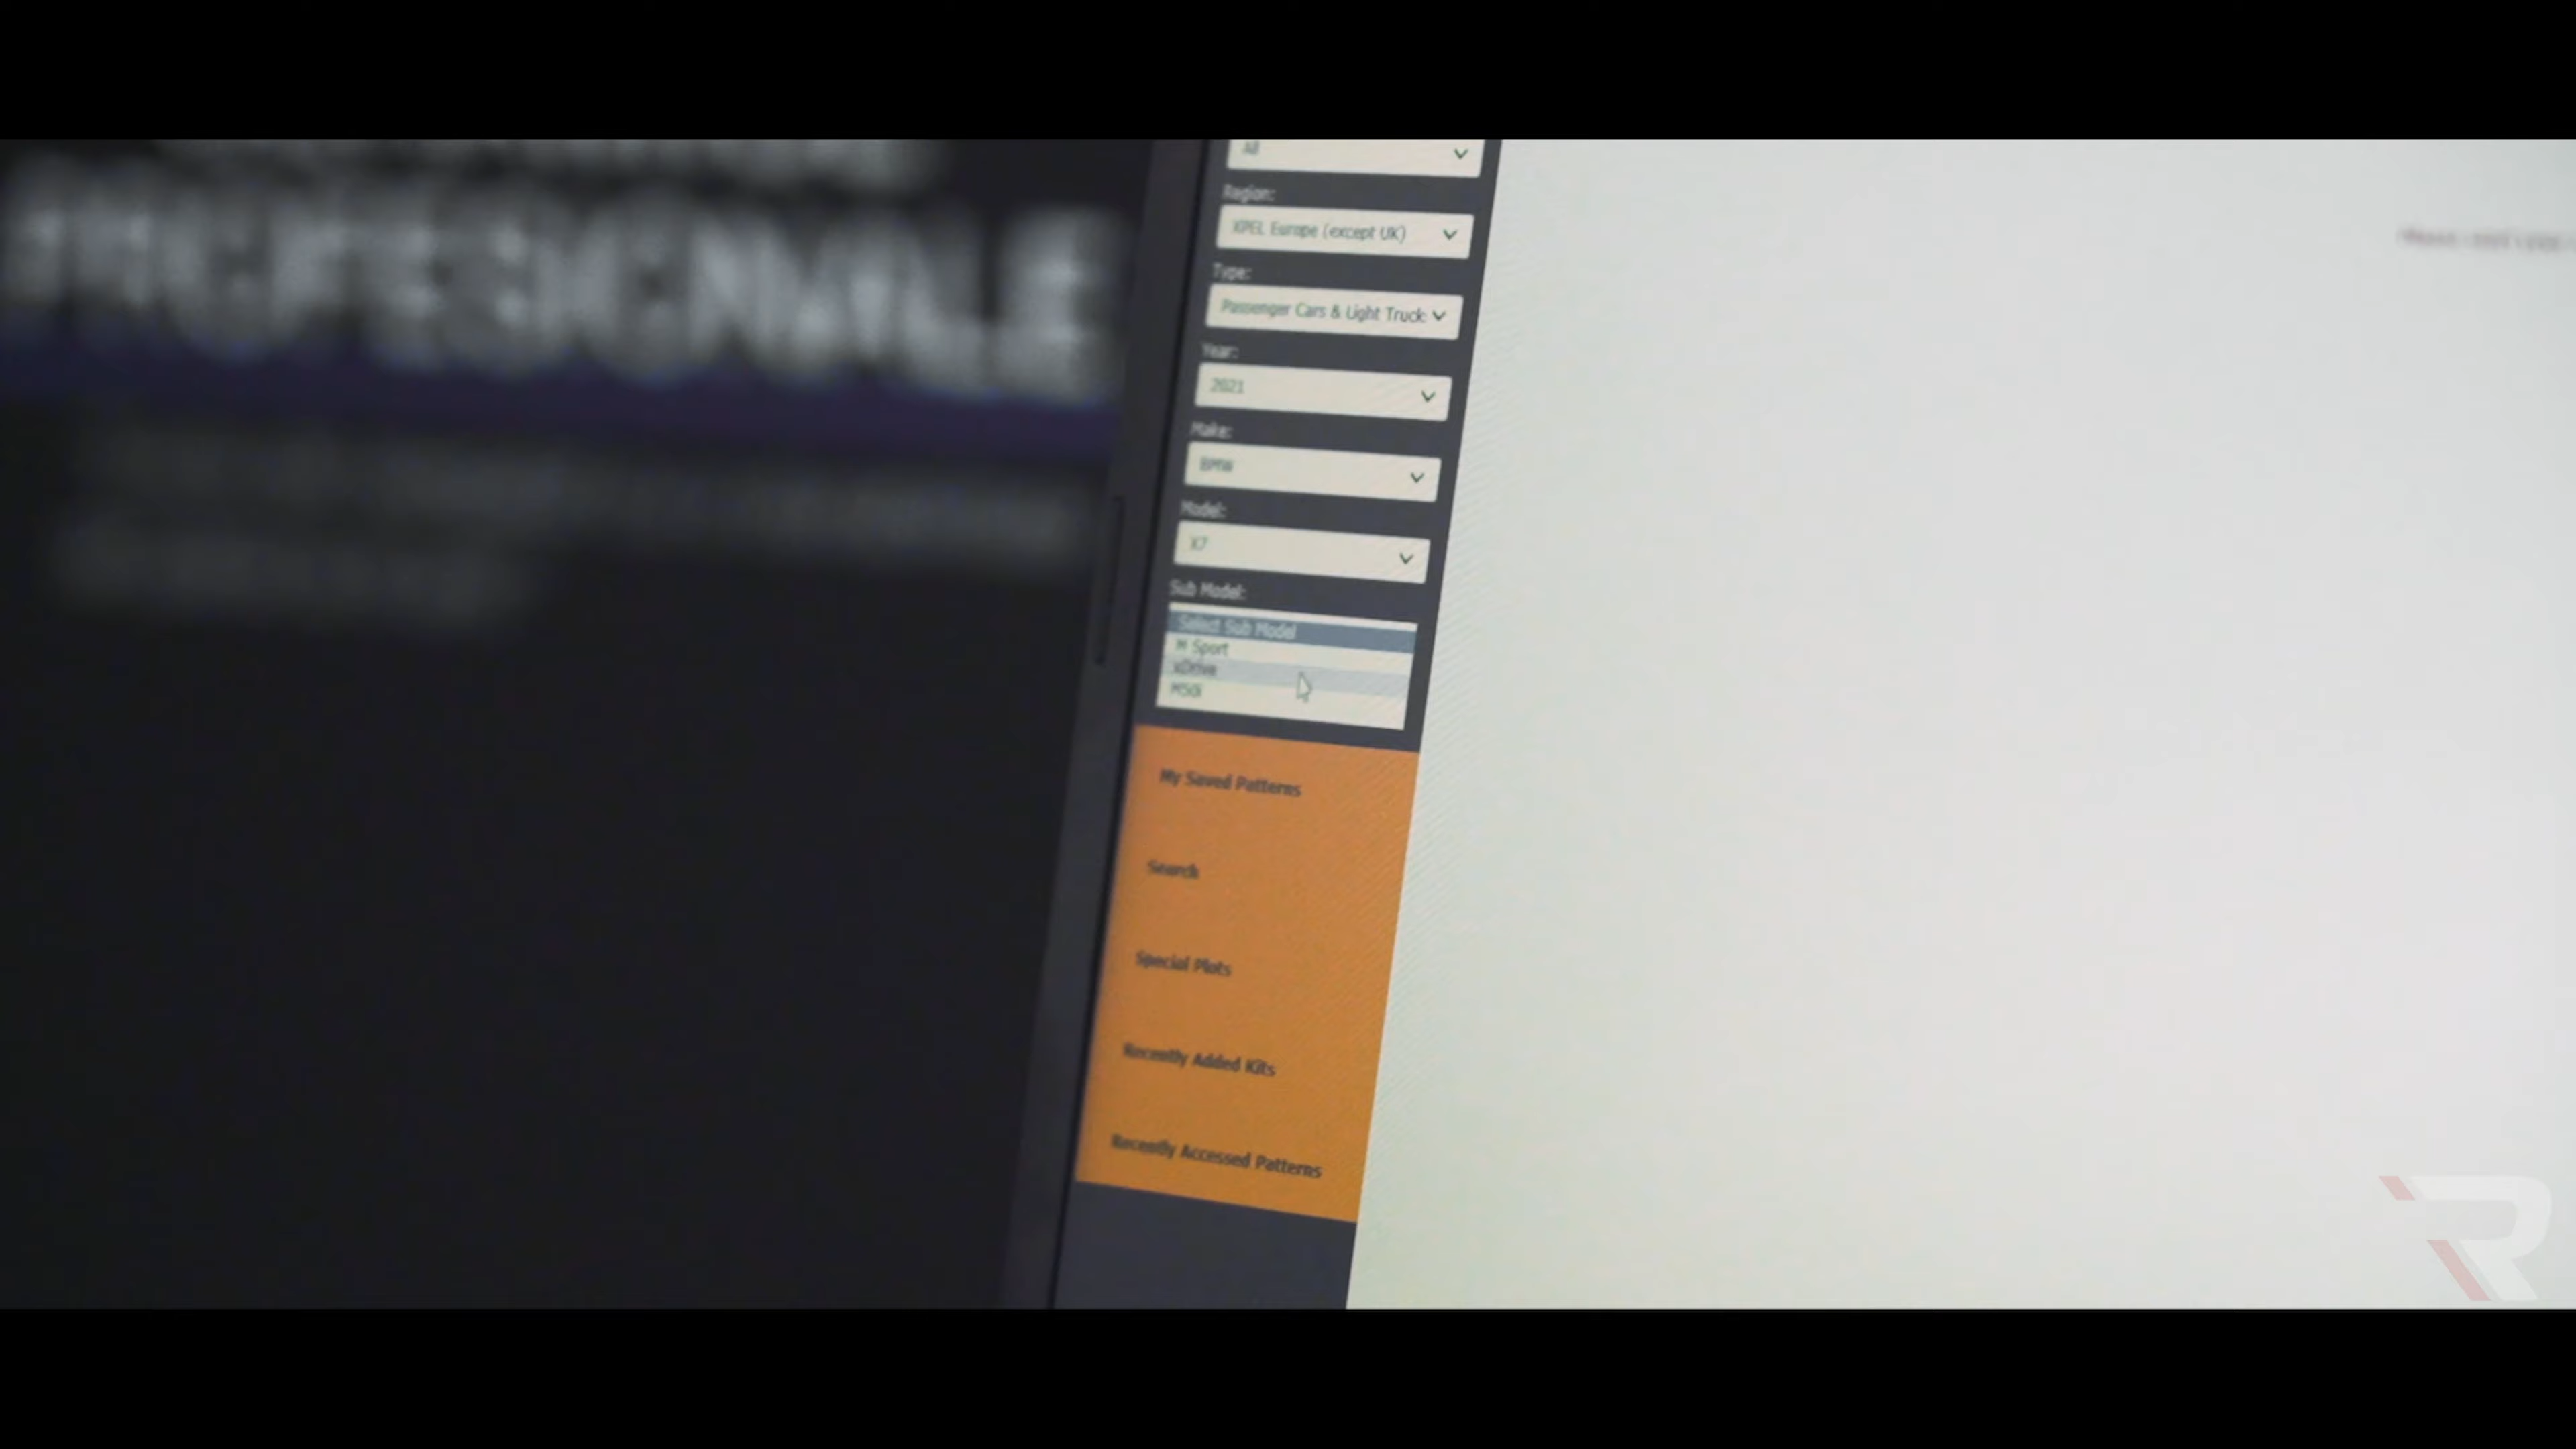 PROFESIONALE
All
Region:
XPEL Europe (except UK)
Type:
Passenger Cars & Light Truck
Year:
2021
Make:
BMW
Model:
X7
Sub Model:
Select Sub Model
M Sport
xDrive
M50i
My Saved Patterns
Search
Special Plots
Recently Added Kits
Recently Accessed Patterns
R